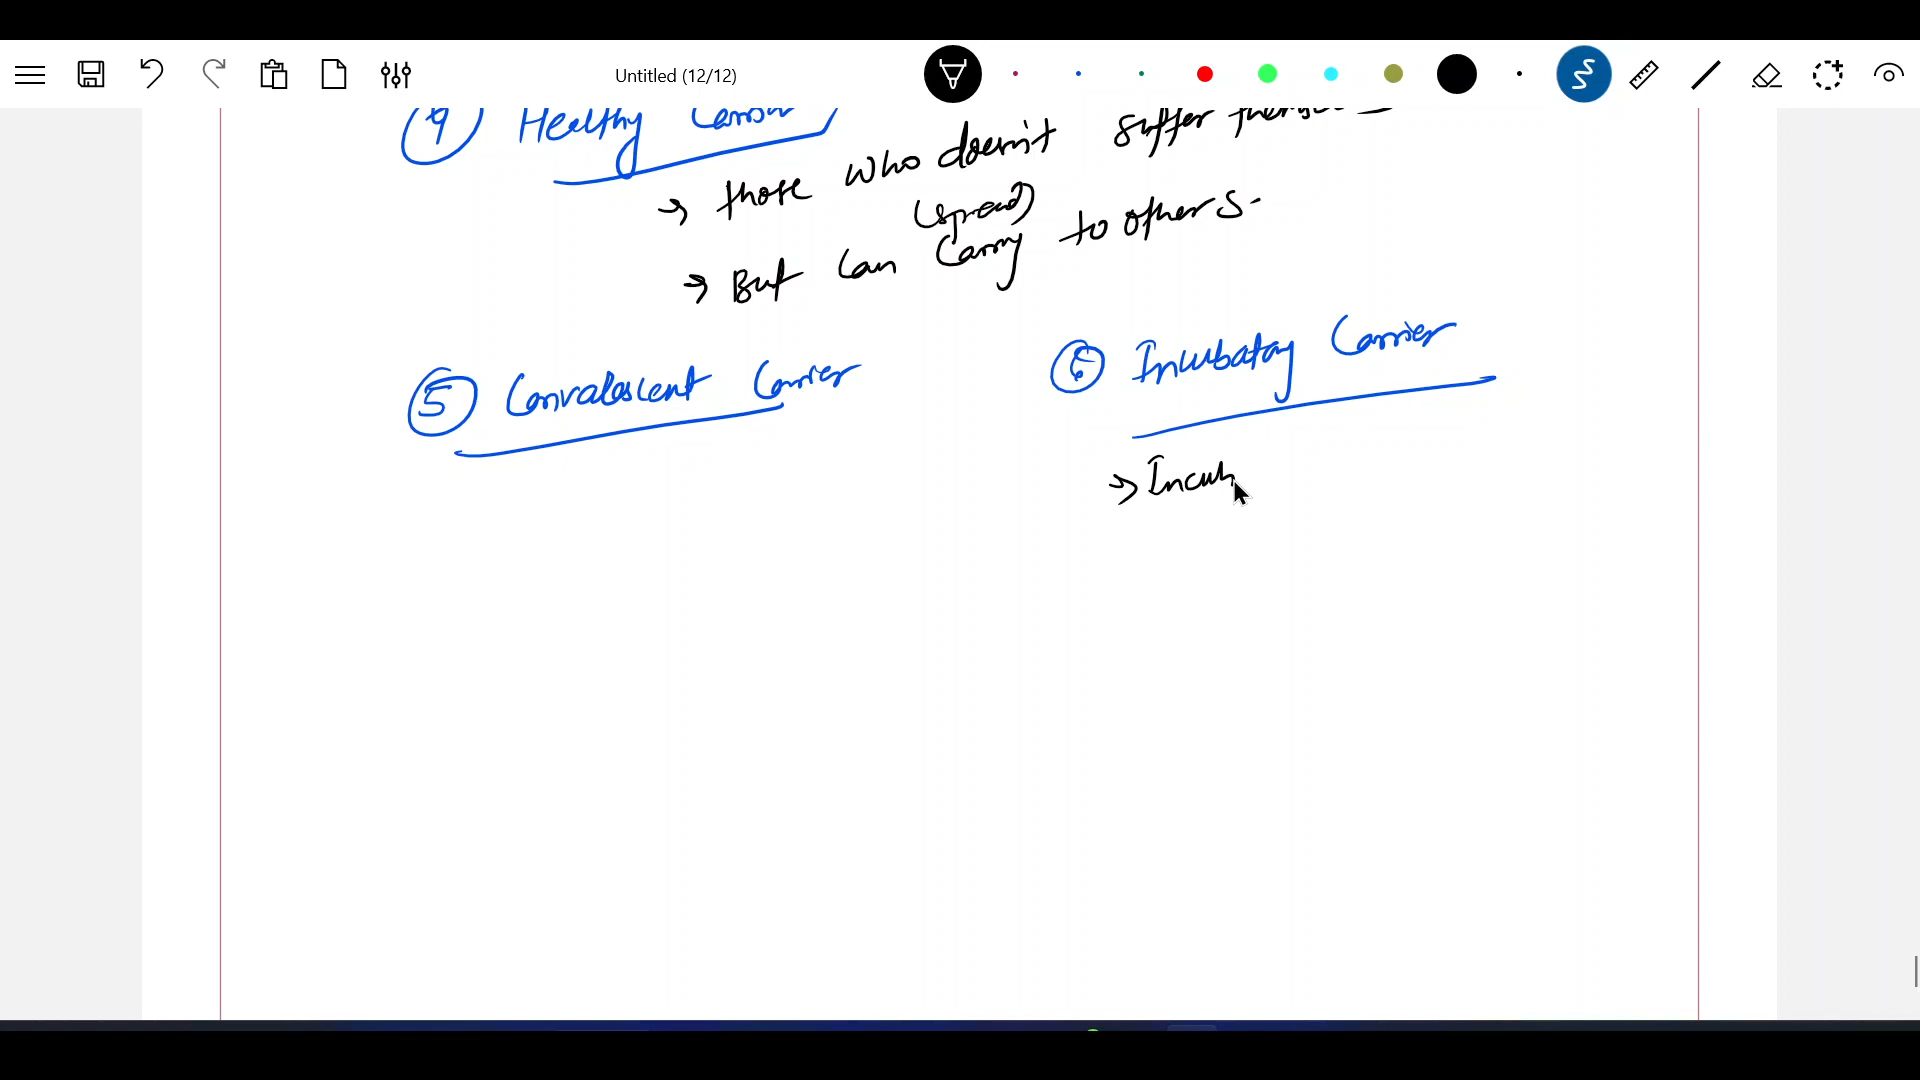 Untitled (12/12)
4 Healthy Carrier
→ those who doesn't suffer
(spread)
→ But can carry to others.
5 Convalescent Carrier
6 Incubatory Carrier
→ Incub